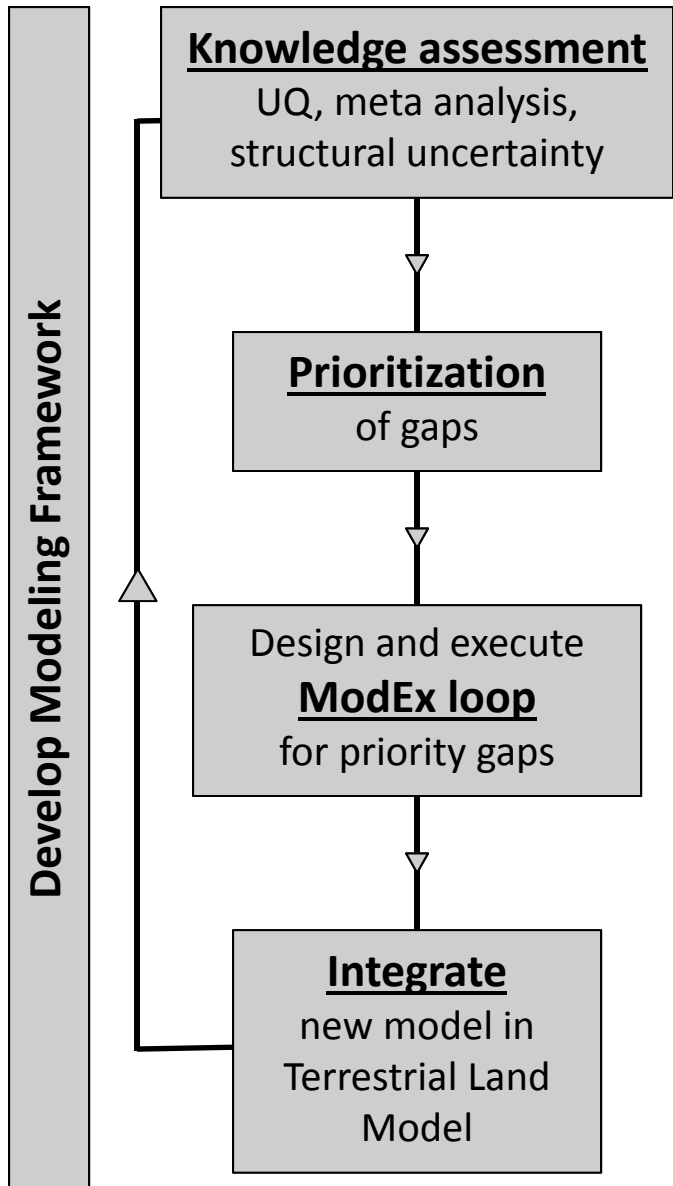 Develop Modeling Framework
Knowledge assessment
UQ, meta analysis,
structural uncertainty
Prioritization
of gaps
Design and execute
ModEx loop
for priority gaps
Integrate
new model in
Terrestrial Land
Model